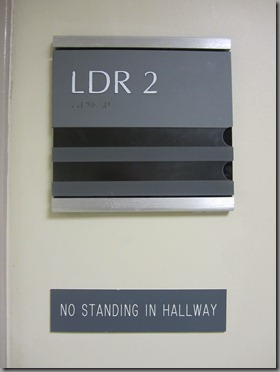 LDR 2
NO STANDING IN HALLWAY